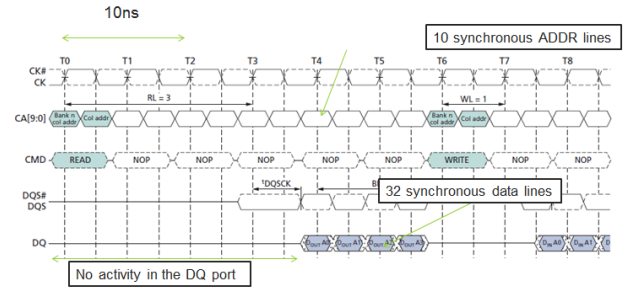 10ns
10 synchronous ADDR lines
T0 T1 T2 T3 T4 T5 T6 T7 T8
CK#
CK
RL = 3
WL = 1
CA[9:0]
Bank n
col addr
Col addr
Bank n
col addr
Col addr
CMD
READ NOP NOP NOP NOP NOP WRITE NOP NOP
tDQSCK
DQS#
DQS
32 synchronous data lines
DQ
DOUT A0 DOUT A1 DOUT A2 DOUT A3 DIN A0 DIN A1
No activity in the DQ port